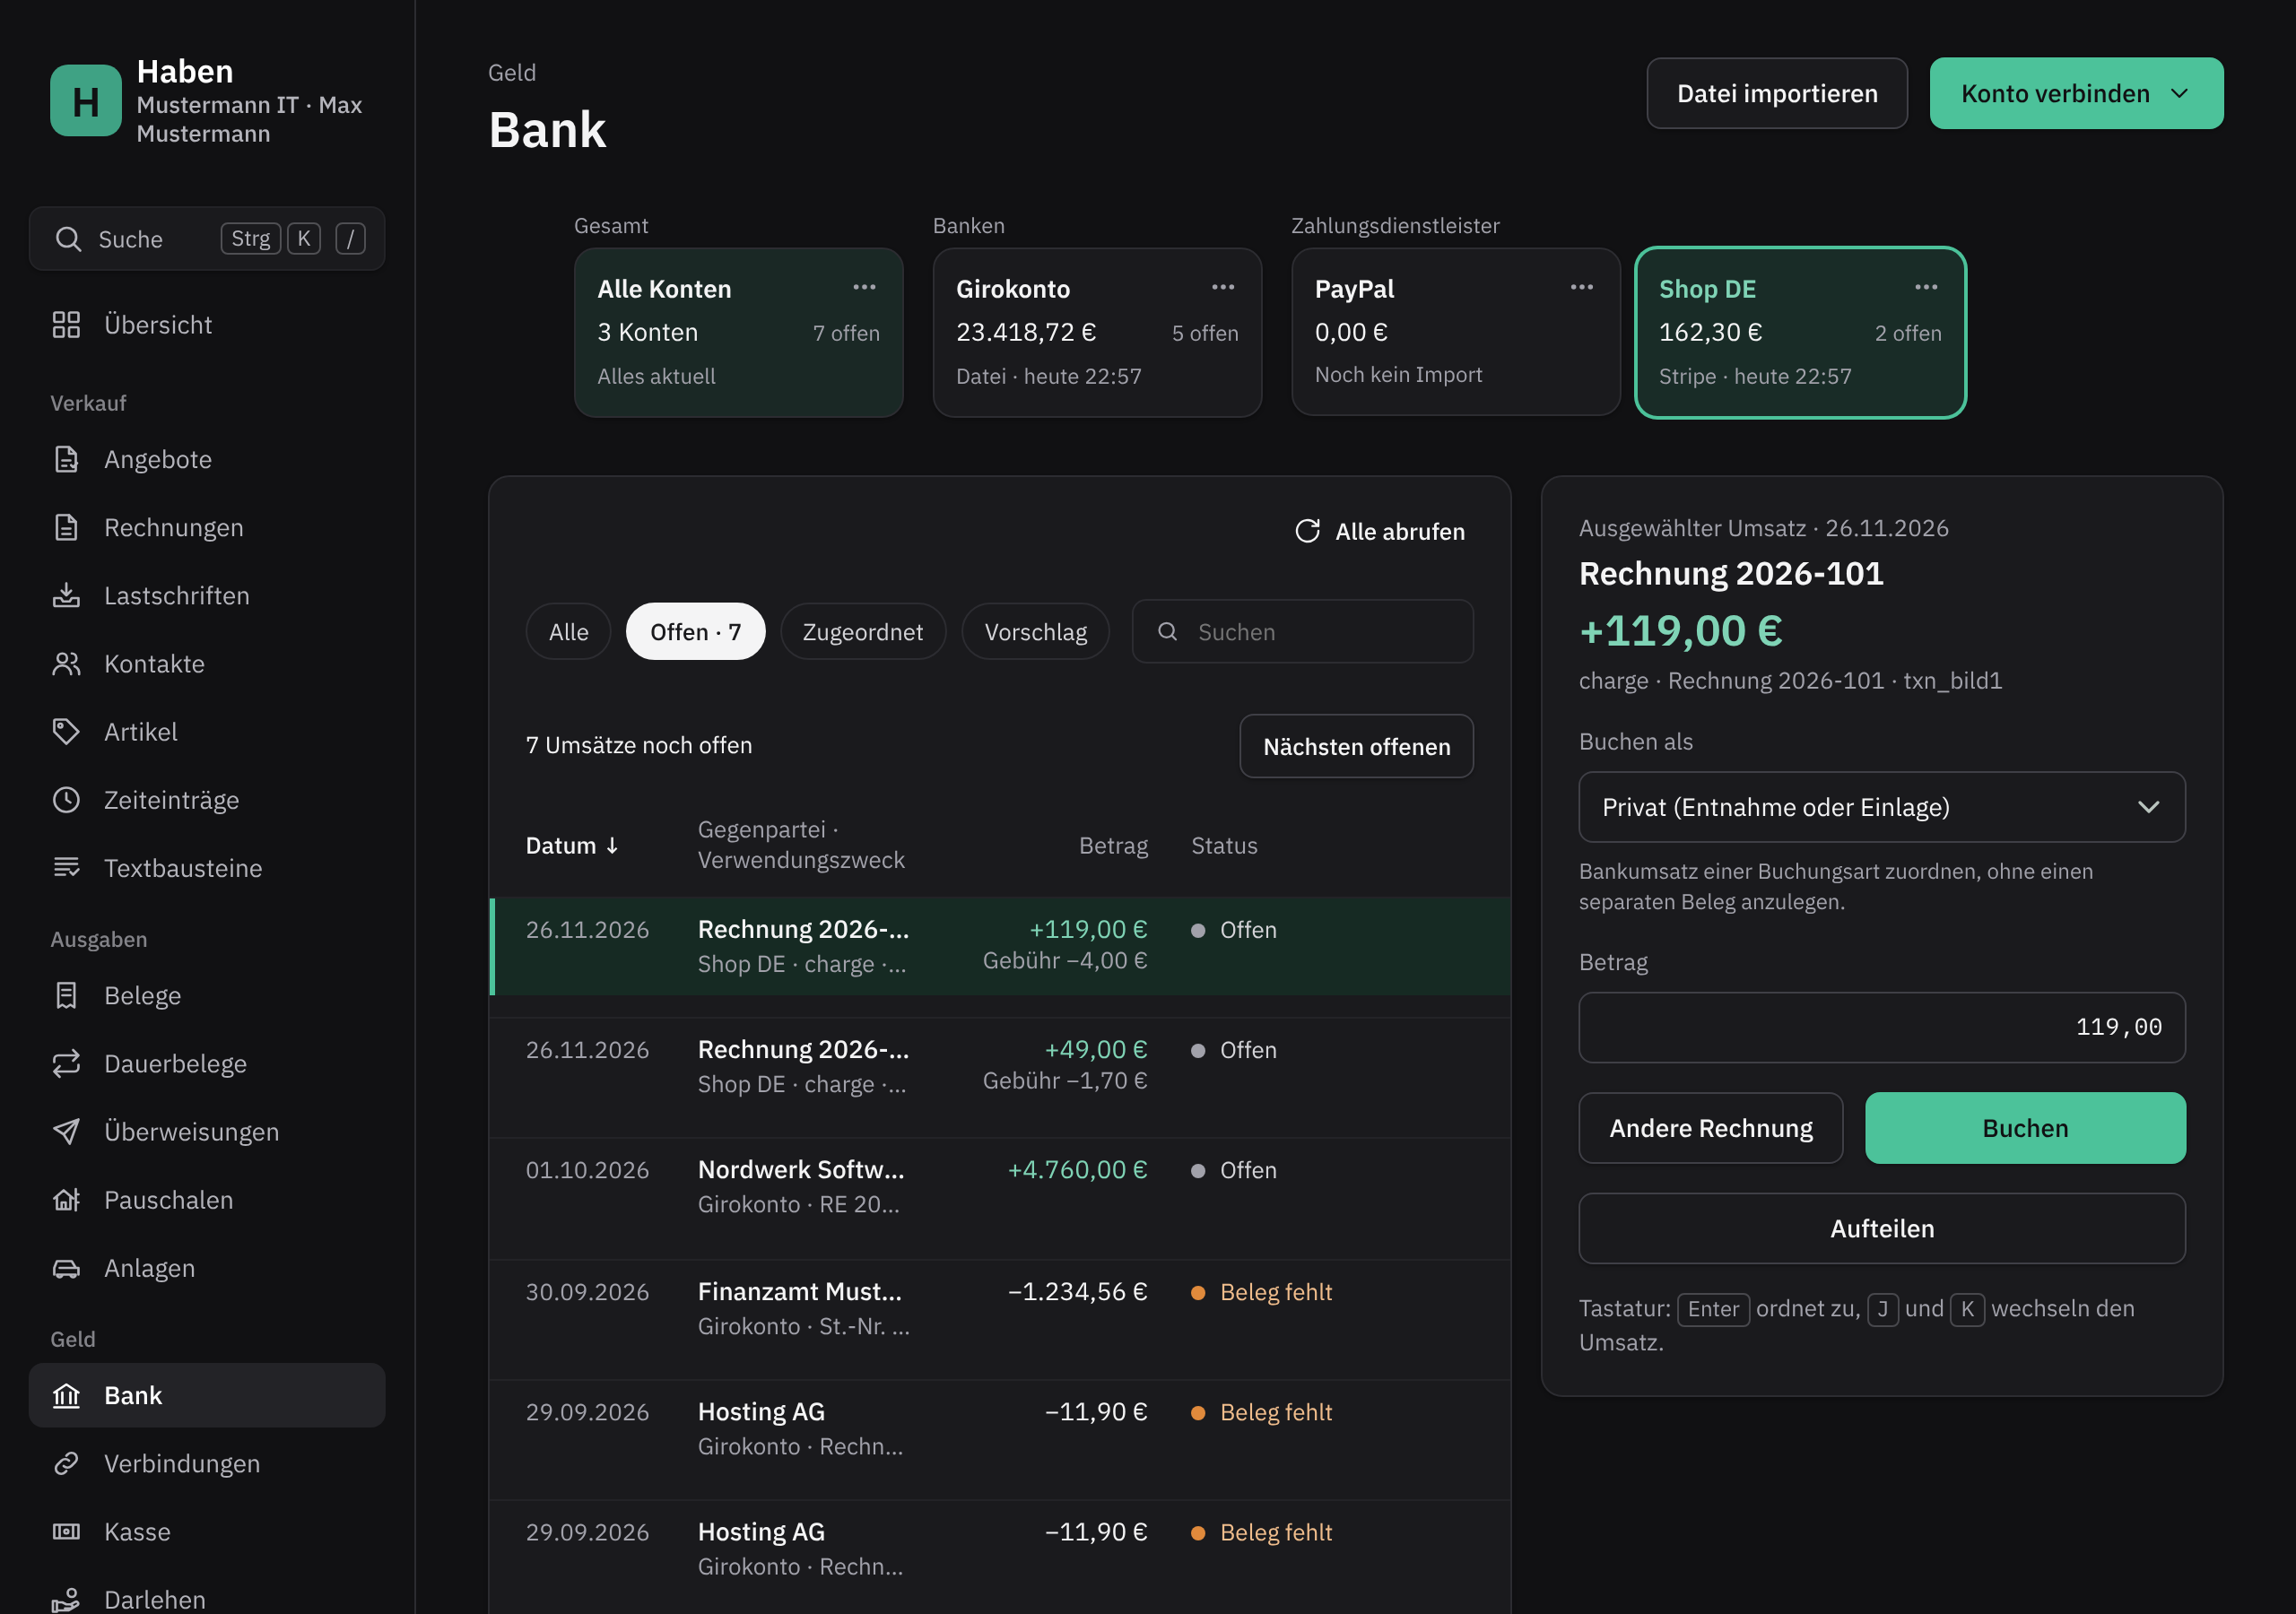 H
Haben
Mustermann IT · Max
Mustermann
Suche Strg K /
Übersicht
Verkauf
Angebote
Rechnungen
Lastschriften
Kontakte
Artikel
Zeiteinträge
Textbausteine
Ausgaben
Belege
Dauerbelege
Überweisungen
Pauschalen
Anlagen
Geld
Bank
Verbindungen
Kasse
Darlehen
Geld
Bank
Datei importieren
Konto verbinden
Gesamt
Alle Konten
3 Konten 7 offen
Alles aktuell
Banken
Girokonto
23.418,72 € 5 offen
Datei · heute 22:57
Zahlungsdienstleister
PayPal
0,00 €
Noch kein Import
Shop DE
162,30 € 2 offen
Stripe · heute 22:57
Alle abrufen
Alle Offen · 7 Zugeordnet Vorschlag Suchen
7 Umsätze noch offen Nächsten offenen
Datum ↓ Gegenpartei · Verwendungszweck Betrag Status
26.11.2026 Rechnung 2026-... +119,00 € Offen
Shop DE · charge ·... Gebühr −4,00 €
26.11.2026 Rechnung 2026-... +49,00 € Offen
Shop DE · charge ·... Gebühr −1,70 €
01.10.2026 Nordwerk Softw... +4.760,00 € Offen
Girokonto · RE 20...
30.09.2026 Finanzamt Must... −1.234,56 € Beleg fehlt
Girokonto · St.-Nr. ...
29.09.2026 Hosting AG −11,90 € Beleg fehlt
Girokonto · Rechn...
29.09.2026 Hosting AG −11,90 € Beleg fehlt
Girokonto · Rechn...
Ausgewählter Umsatz · 26.11.2026
Rechnung 2026-101
+119,00 €
charge · Rechnung 2026-101 · txn_bild1
Buchen als
Privat (Entnahme oder Einlage)
Bankumsatz einer Buchungsart zuordnen, ohne einen
separaten Beleg anzulegen.
Betrag
119,00
Andere Rechnung Buchen
Aufteilen
Tastatur: Enter ordnet zu, J und K wechseln den
Umsatz.